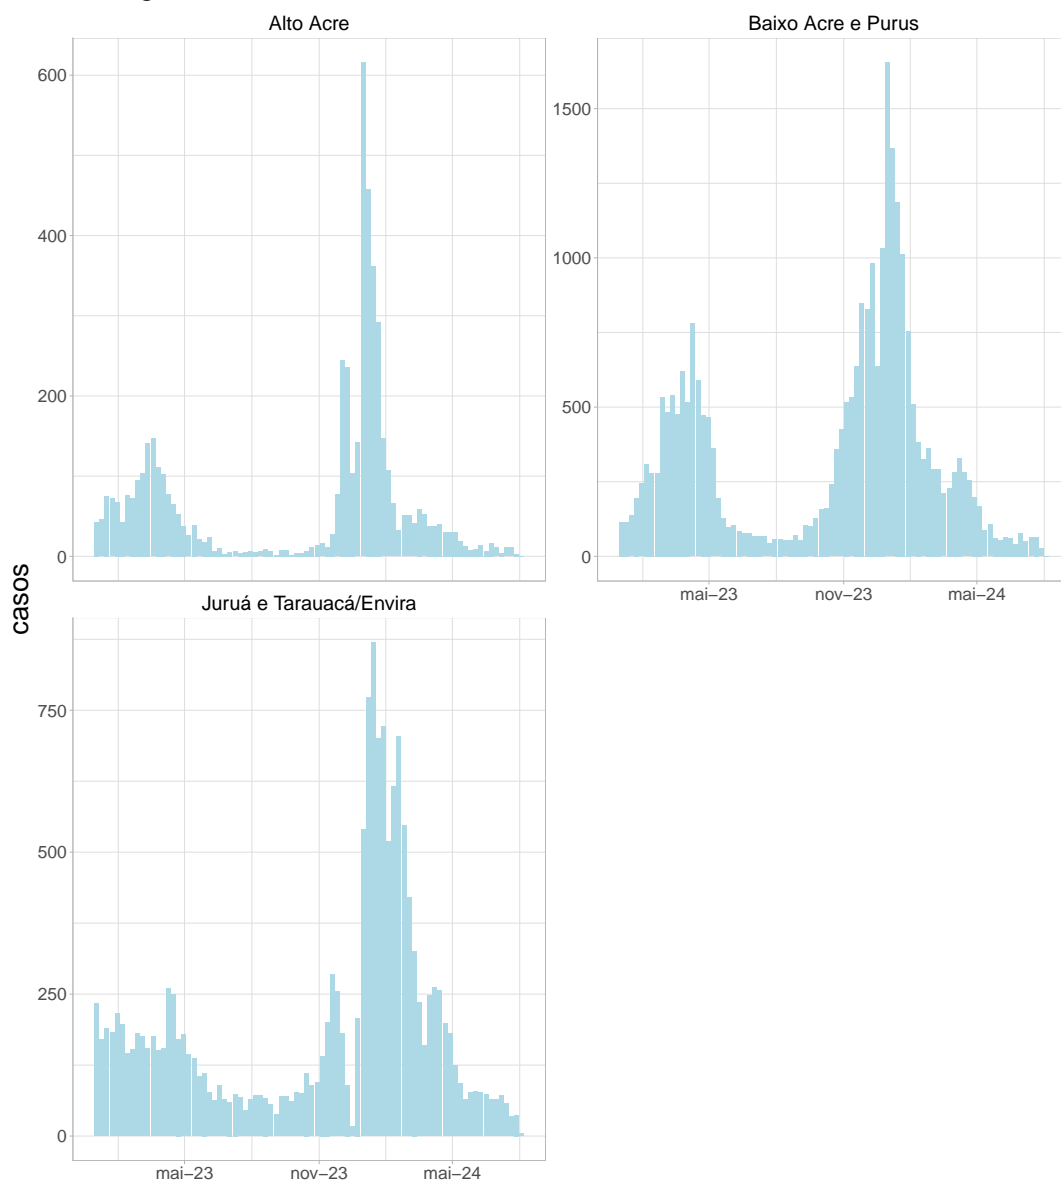 Alto Acre
Baixo Acre e Purus
600
400
200
0
1500
1000
500
0
mai−23
nov−23
mai−24
casos
Juruá e Tarauacá/Envira
750
500
250
0
mai−23
nov−23
mai−24